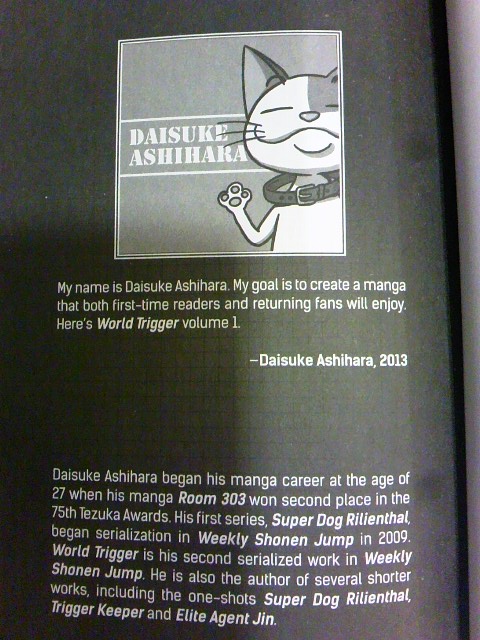 DAISUKE
ASHIHARA
My name is Daisuke Ashihara. My goal is to create a manga
that both first-time readers and returning fans will enjoy.
Here's World Trigger volume 1.
—Daisuke Ashihara, 2013
Daisuke Ashihara began his manga career at the age of
27 when his manga Room 303 won second place in the
75th Tezuka Awards. His first series, Super Dog Rilienthal,
began serialization in Weekly Shonen Jump in 2009.
World Trigger is his second serialized work in Weekly
Shonen Jump. He is also the author of several shorter
works, including the one-shots Super Dog Rilienthal,
Trigger Keeper and Elite Agent Jin.